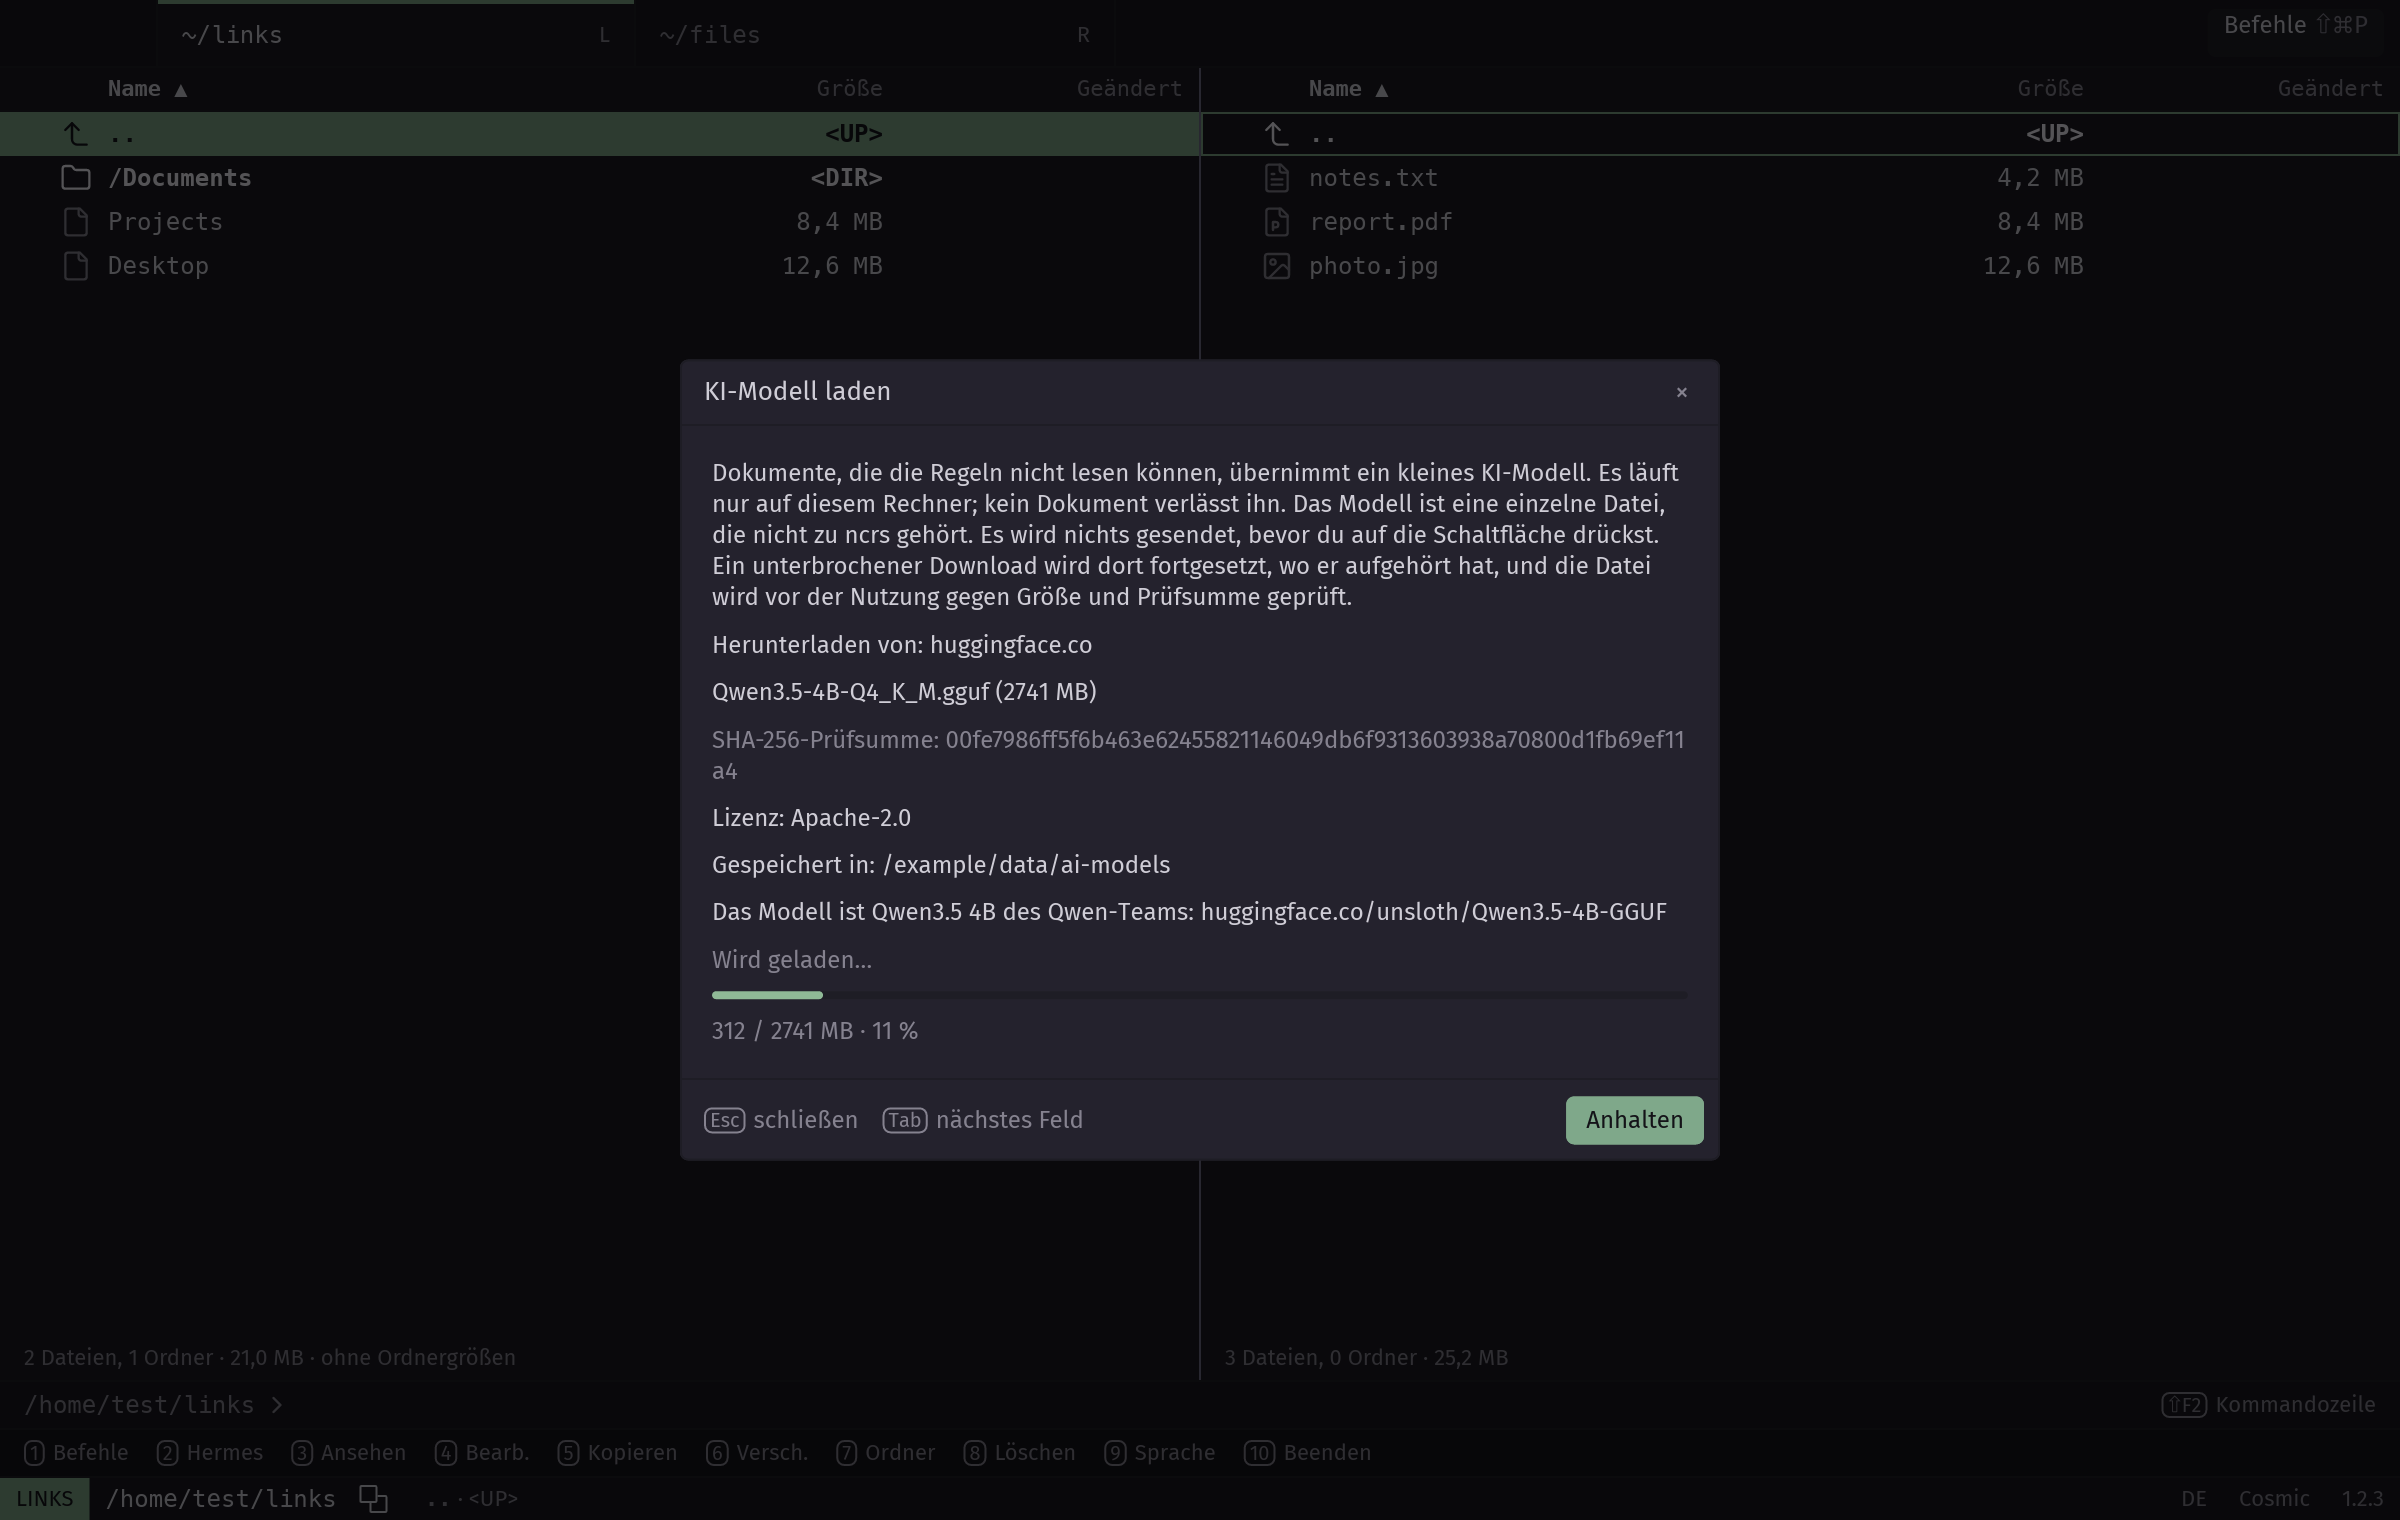 ~/links L ~/files R Befehle ⇧⌘P
Name ▲ Größe Geändert Name ▲ Größe Geändert
.. <UP> .. <UP>
/Documents <DIR> notes.txt 4,2 MB
Projects 8,4 MB report.pdf 8,4 MB
Desktop 12,6 MB photo.jpg 12,6 MB
KI-Modell laden ×
Dokumente, die die Regeln nicht lesen können, übernimmt ein kleines KI-Modell. Es läuft
nur auf diesem Rechner; kein Dokument verlässt ihn. Das Modell ist eine einzelne Datei,
die nicht zu ncrs gehört. Es wird nichts gesendet, bevor du auf die Schaltfläche drückst.
Ein unterbrochener Download wird dort fortgesetzt, wo er aufgehört hat, und die Datei
wird vor der Nutzung gegen Größe und Prüfsumme geprüft.
Herunterladen von: huggingface.co
Qwen3.5-4B-Q4_K_M.gguf (2741 MB)
SHA-256-Prüfsumme: 00fe7986ff5f6b463e62455821146049db6f9313603938a70800d1fb69ef11
a4
Lizenz: Apache-2.0
Gespeichert in: /example/data/ai-models
Das Modell ist Qwen3.5 4B des Qwen-Teams: huggingface.co/unsloth/Qwen3.5-4B-GGUF
Wird geladen…
312 / 2741 MB · 11 %
Esc schließen Tab nächstes Feld Anhalten
2 Dateien, 1 Ordner · 21,0 MB · ohne Ordnergrößen 3 Dateien, 0 Ordner · 25,2 MB
/home/test/links > ⇧F2 Kommandozeile
1 Befehle 2 Hermes 3 Ansehen 4 Bearb. 5 Kopieren 6 Versch. 7 Ordner 8 Löschen 9 Sprache 10 Beenden
LINKS /home/test/links .. · <UP> DE Cosmic 1.2.3